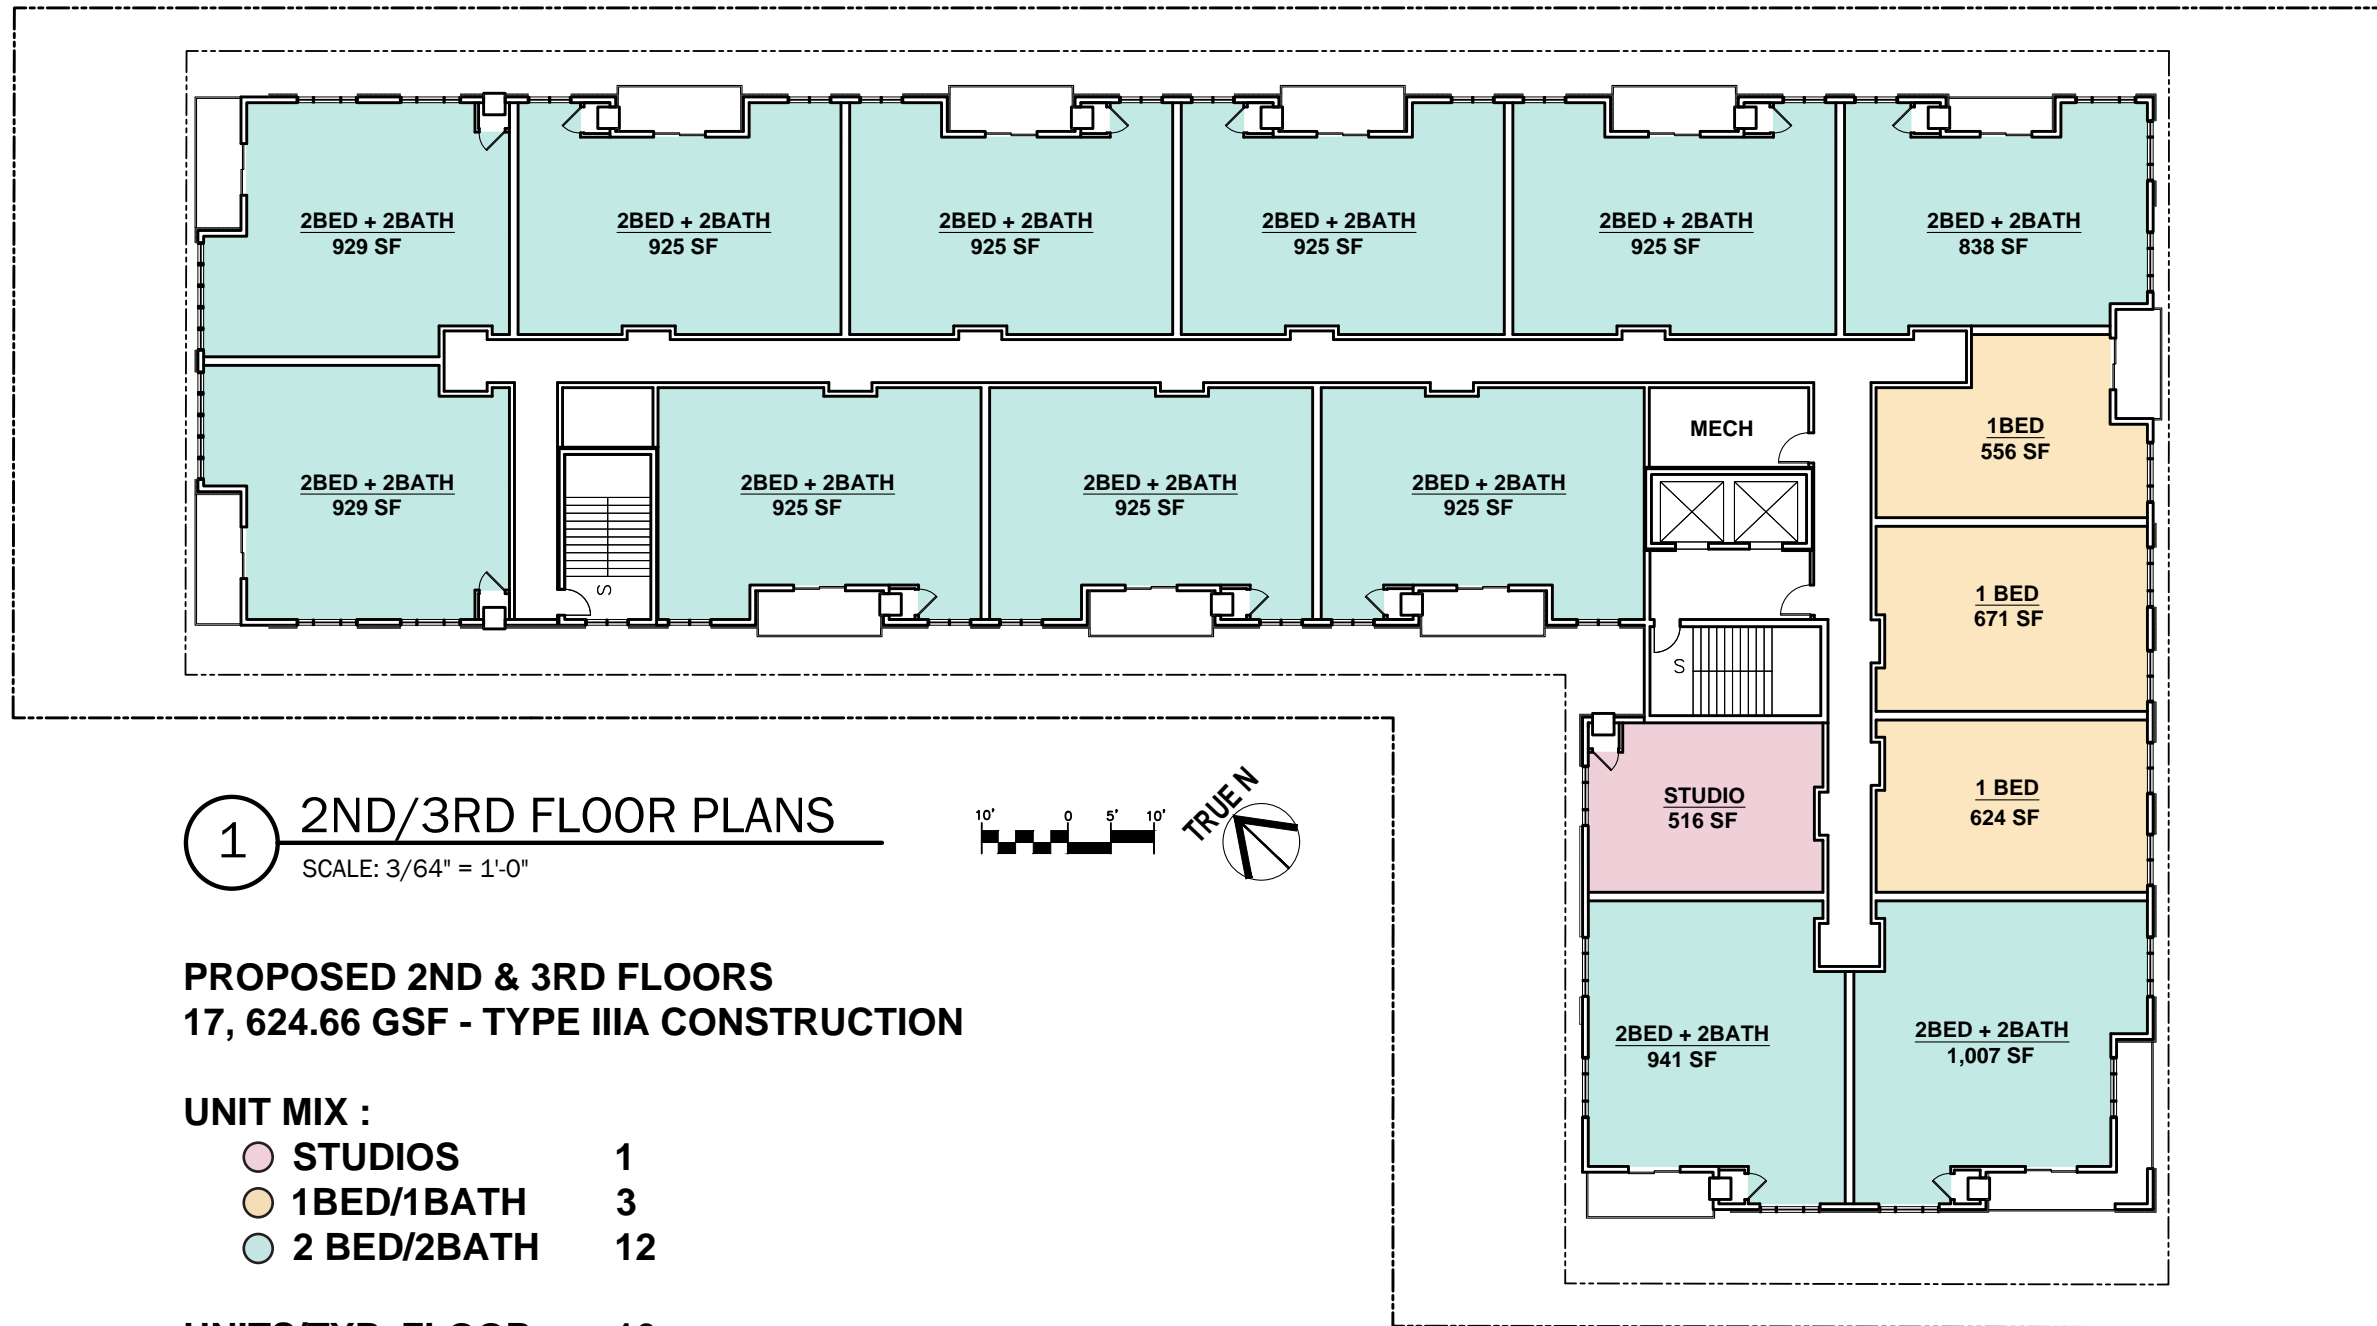 2BED + 2BATH
929 SF
2BED + 2BATH
925 SF
2BED + 2BATH
925 SF
2BED + 2BATH
925 SF
2BED + 2BATH
925 SF
2BED + 2BATH
838 SF
2BED + 2BATH
929 SF
2BED + 2BATH
925 SF
2BED + 2BATH
925 SF
2BED + 2BATH
925 SF
MECH
1BED
556 SF
S
1 BED
671 SF
S
STUDIO
516 SF
1 BED
624 SF
2BED + 2BATH
941 SF
2BED + 2BATH
1,007 SF
1
2ND/3RD FLOOR PLANS
SCALE: 3/64" = 1'-0"
10' 0 5' 10'
TRUE N
PROPOSED 2ND & 3RD FLOORS
17, 624.66 GSF - TYPE IIIA CONSTRUCTION
UNIT MIX :
STUDIOS 1
1BED/1BATH 3
2 BED/2BATH 12